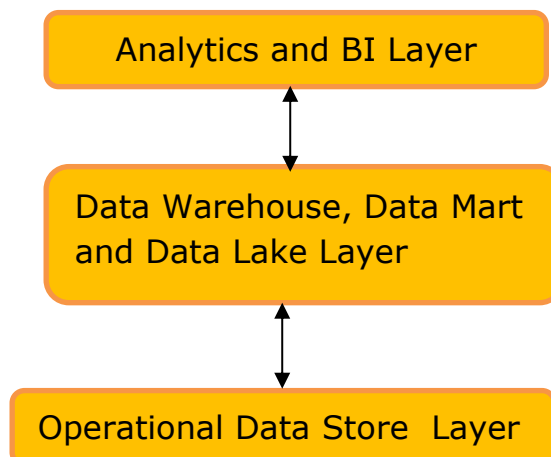 Analytics and BI Layer
Data Warehouse, Data Mart
and Data Lake Layer
Operational Data Store  Layer